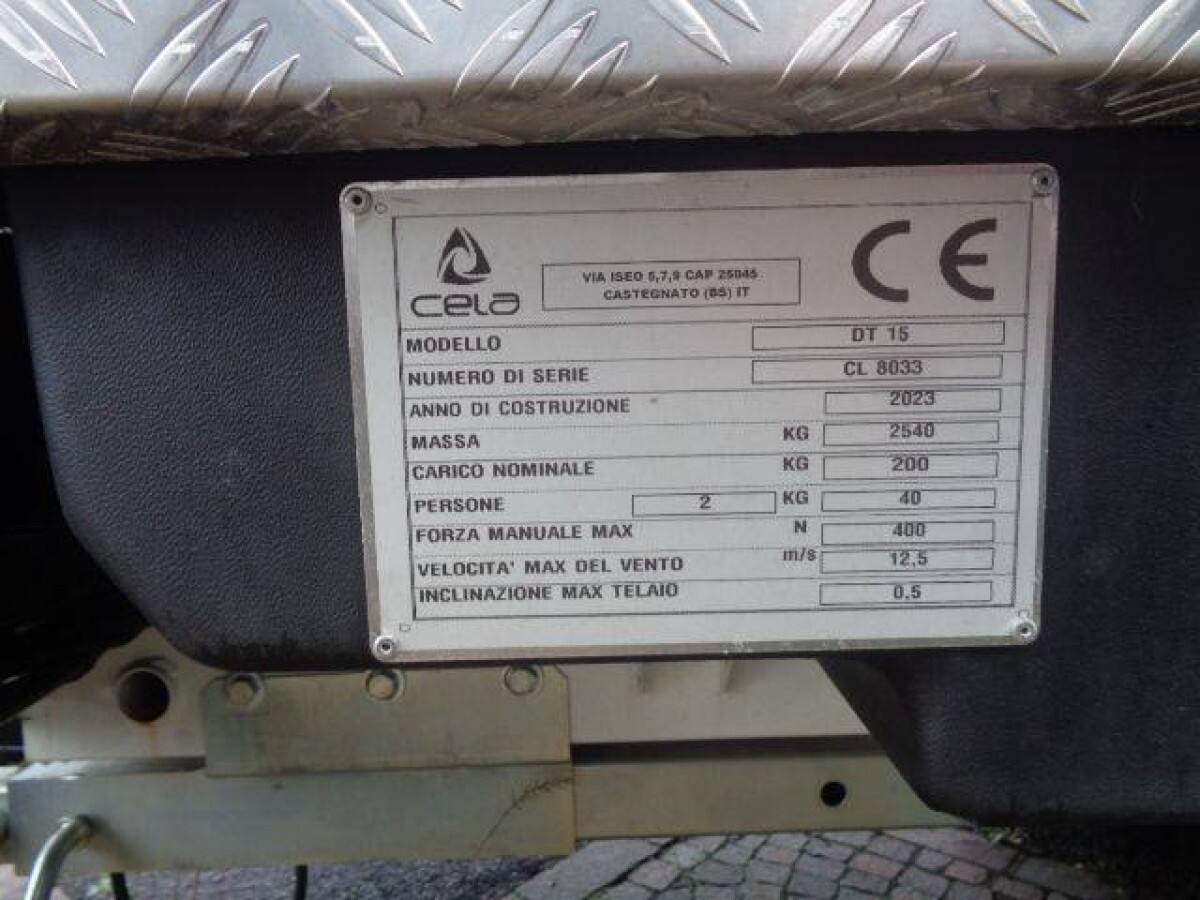 cela
VIA ISEO 5,7,9 CAP 25045
CASTEGNATO (BS) IT
CE
MODELLO DT 15
NUMERO DI SERIE CL 8033
ANNO DI COSTRUZIONE 2023
MASSA KG 2540
CARICO NOMINALE KG 200
PERSONE 2 KG 40
FORZA MANUALE MAX N 400
VELOCITA' MAX DEL VENTO m/s 12,5
INCLINAZIONE MAX TELAIO 0.5